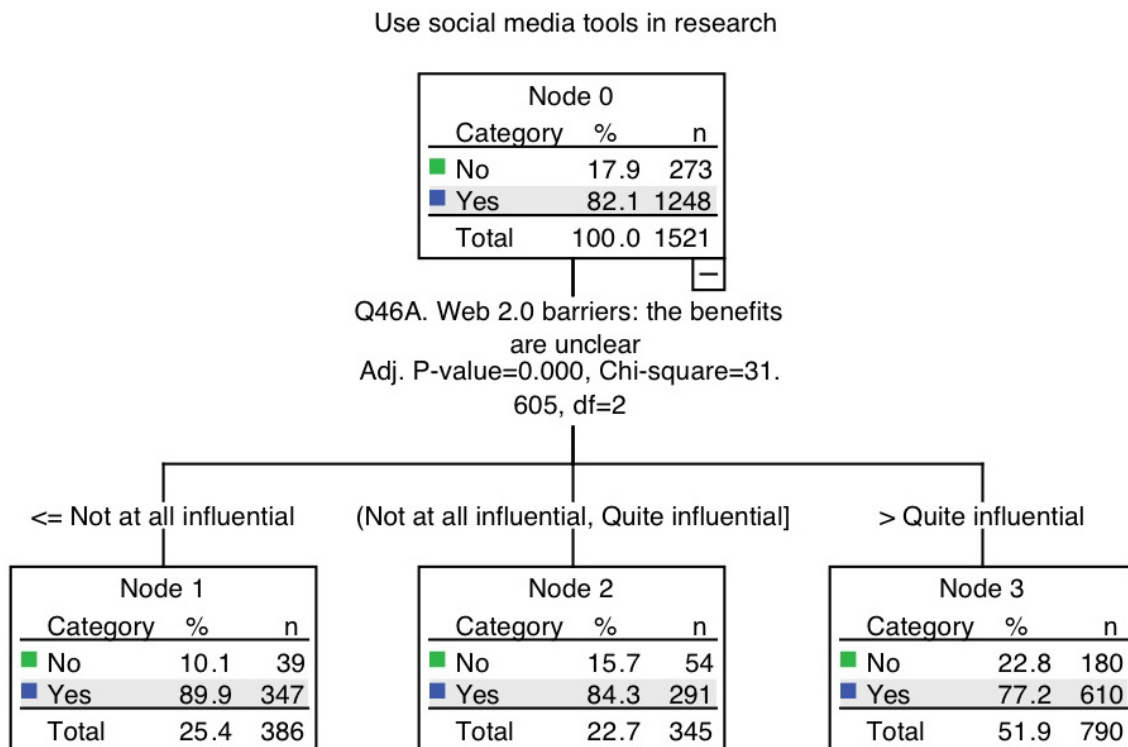 Use social media tools in research
Node 0
Category % n
No 17.9 273
Yes 82.1 1248
Total 100.0 1521
Q46A. Web 2.0 barriers: the benefits
are unclear
Adj. P-value=0.000, Chi-square=31.
605, df=2
<= Not at all influential
(Not at all influential, Quite influential]
> Quite influential
Node 1
Category % n
No 10.1 39
Yes 89.9 347
Total 25.4 386
Node 2
Category % n
No 15.7 54
Yes 84.3 291
Total 22.7 345
Node 3
Category % n
No 22.8 180
Yes 77.2 610
Total 51.9 790